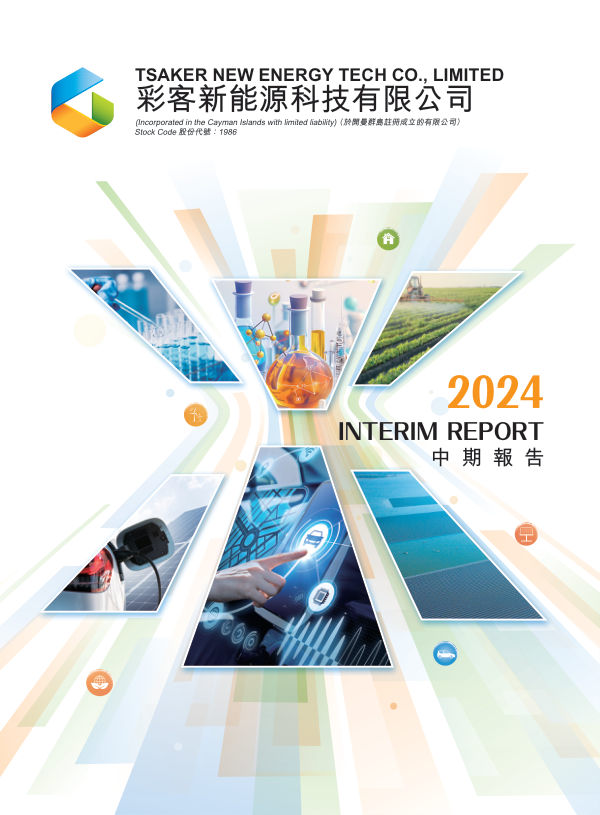 TSAKER NEW ENERGY TECH CO., LIMITED
彩客新能源科技有限公司
(Incorporated in the Cayman Islands with limited liability)（於開曼群島註冊成立的有限公司）
Stock Code 股份代號：1986
2024
INTERIM REPORT
中期報告